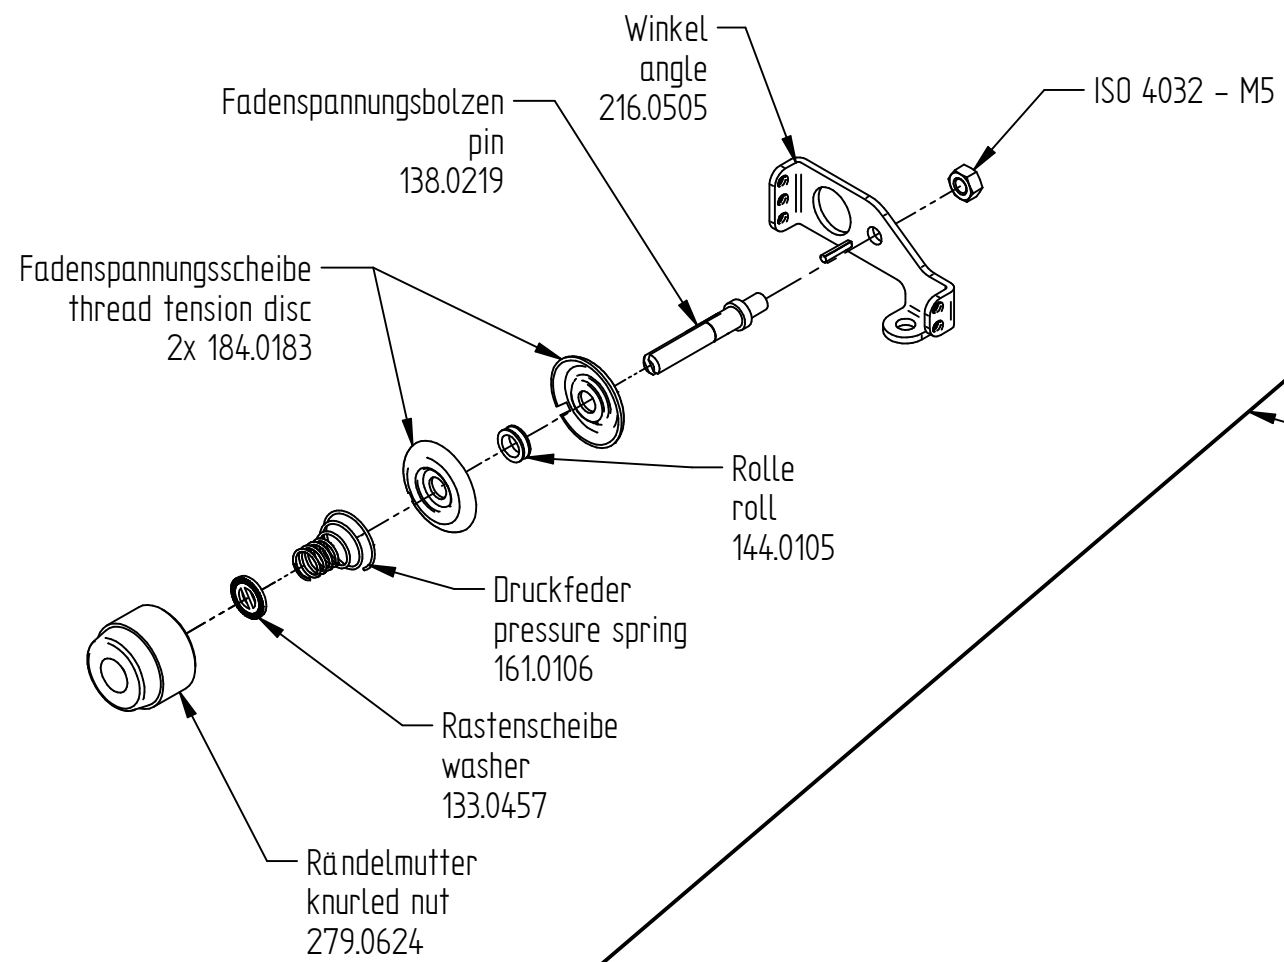 Winkel
angle
216.0505
ISO 4032 - M5
Fadenspannungsbolzen
pin
138.0219
Fadenspannungsscheibe
thread tension disc
2x 184.0183
Rolle
roll
144.0105
Druckfeder
pressure spring
161.0106
Rastenscheibe
washer
133.0457
Rändelmutter
knurled nut
279.0624